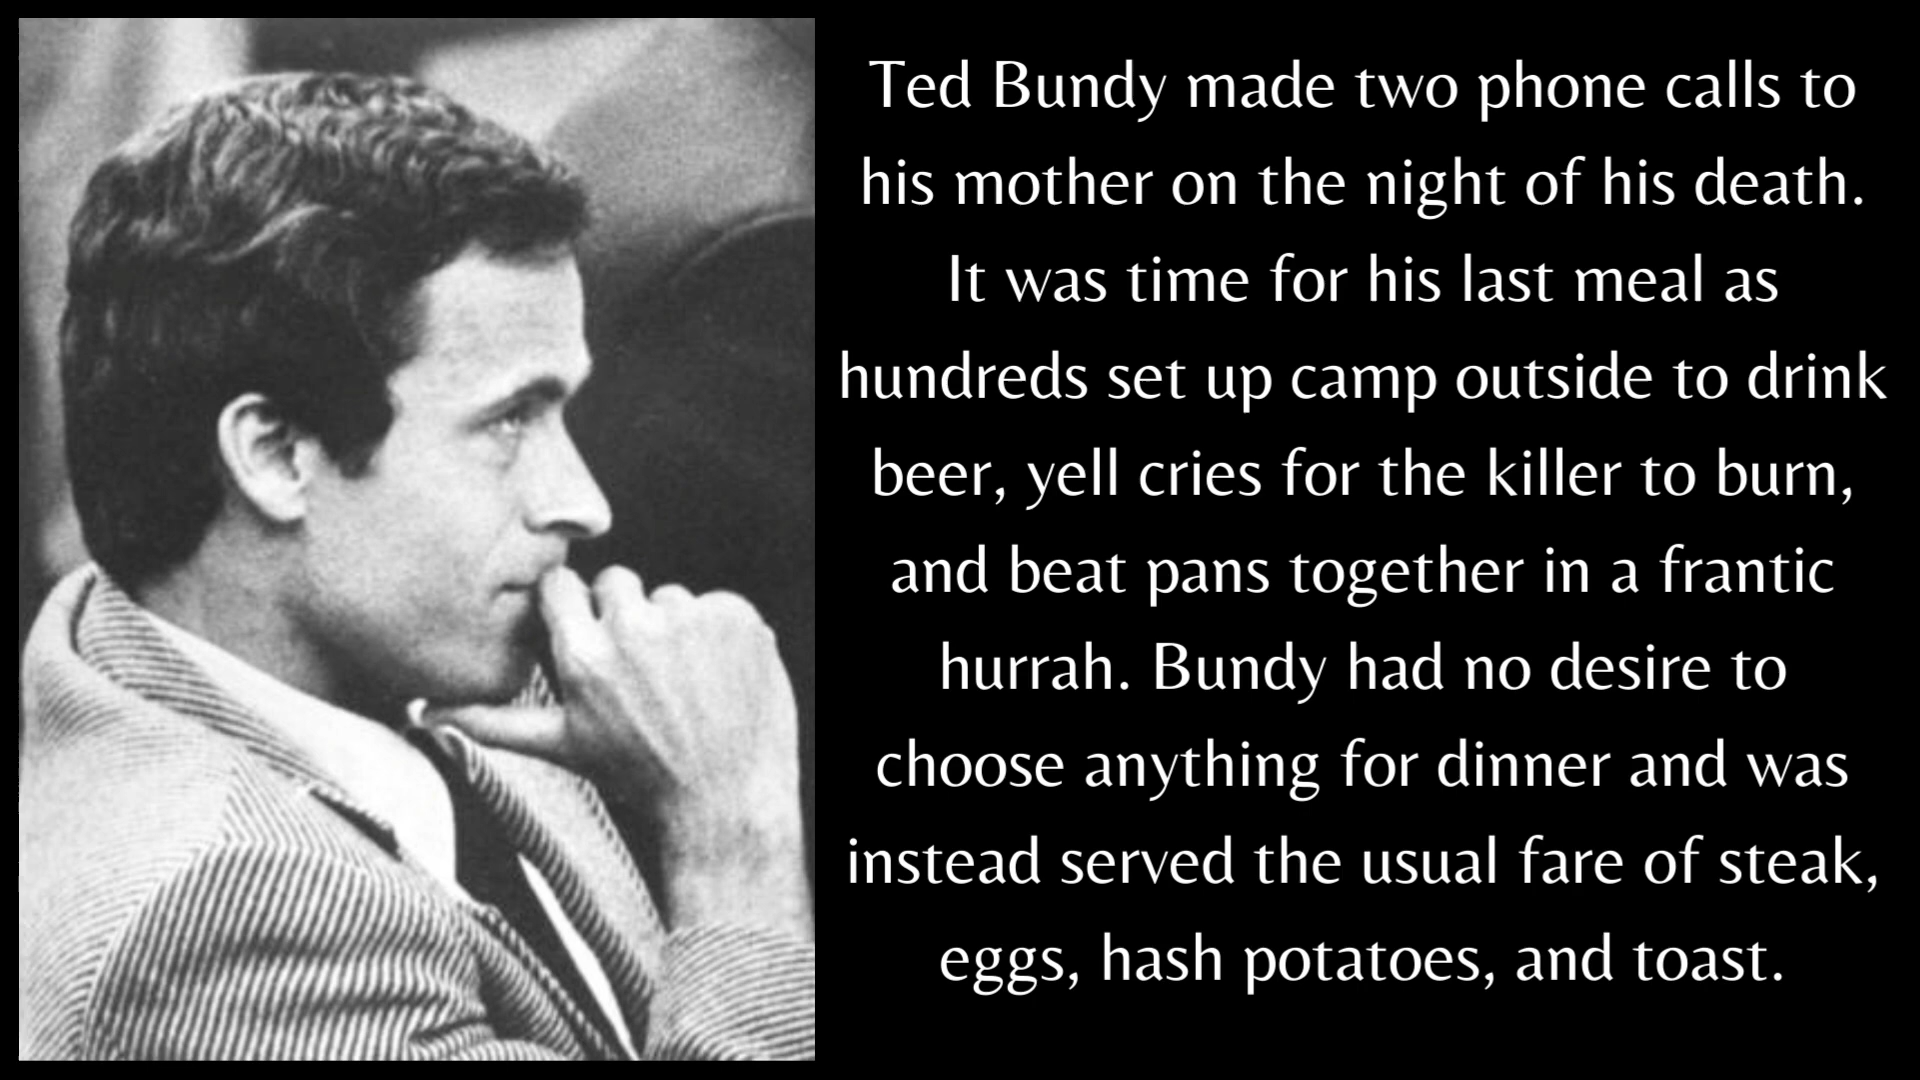 Ted Bundy made two phone calls to
his mother on the night of his death.
It was time for his last meal as
hundreds set up camp outside to drink
beer, yell cries for the killer to burn,
and beat pans together in a frantic
hurrah. Bundy had no desire to
choose anything for dinner and was
instead served the usual fare of steak,
eggs, hash potatoes, and toast.